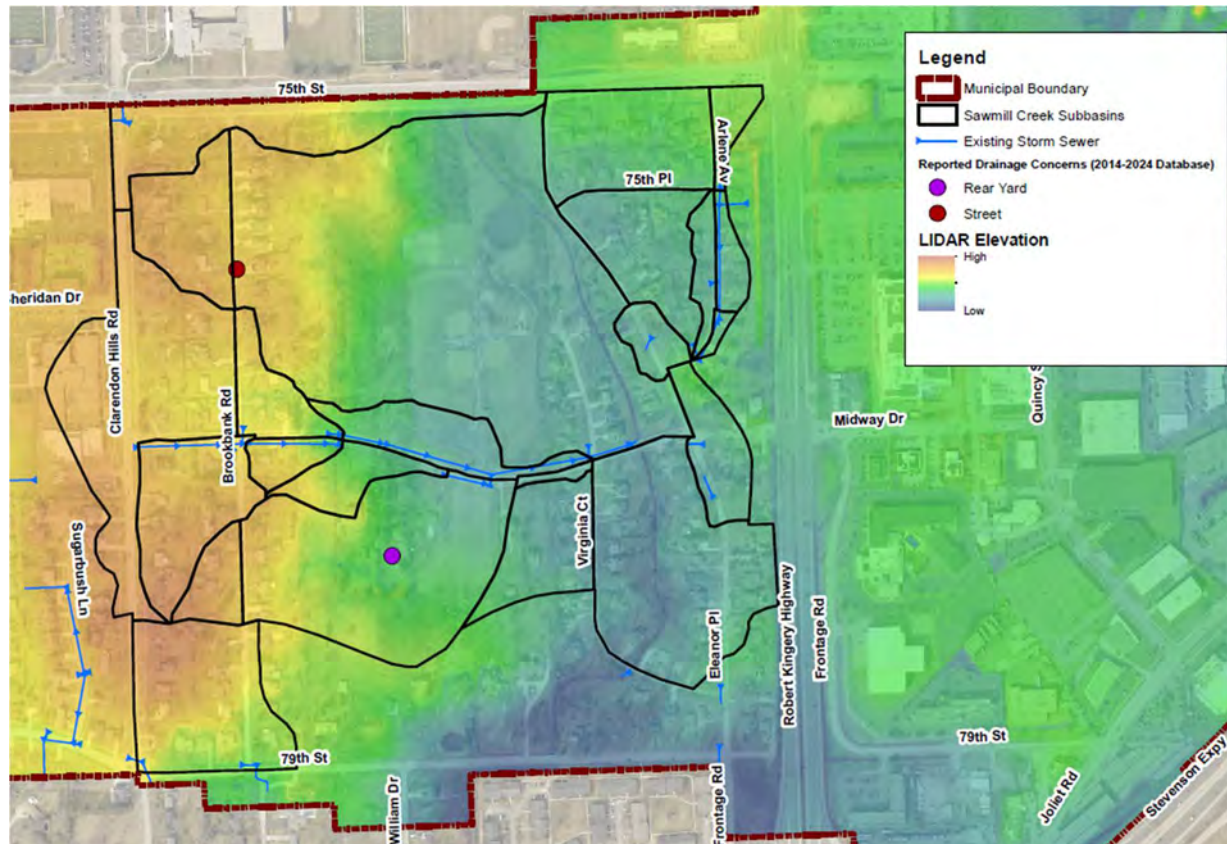 Legend
Municipal Boundary
Sawmill Creek Subbasins
Existing Storm Sewer
Reported Drainage Concerns (2014-2024 Database)
Rear Yard
Street
LIDAR Elevation
High
Low
75th St
Arlene Av
75th Pl
heridan Dr
Clarendon Hills Rd
Brookbank Rd
Midway Dr
Quincy S
Sugarbush Ln
Virginia Ct
Eleanor Pl
Robert Kingery Highway
Frontage Rd
79th St
79th St
William Dr
Frontage Rd
Joliet Rd
Stevenson Expy